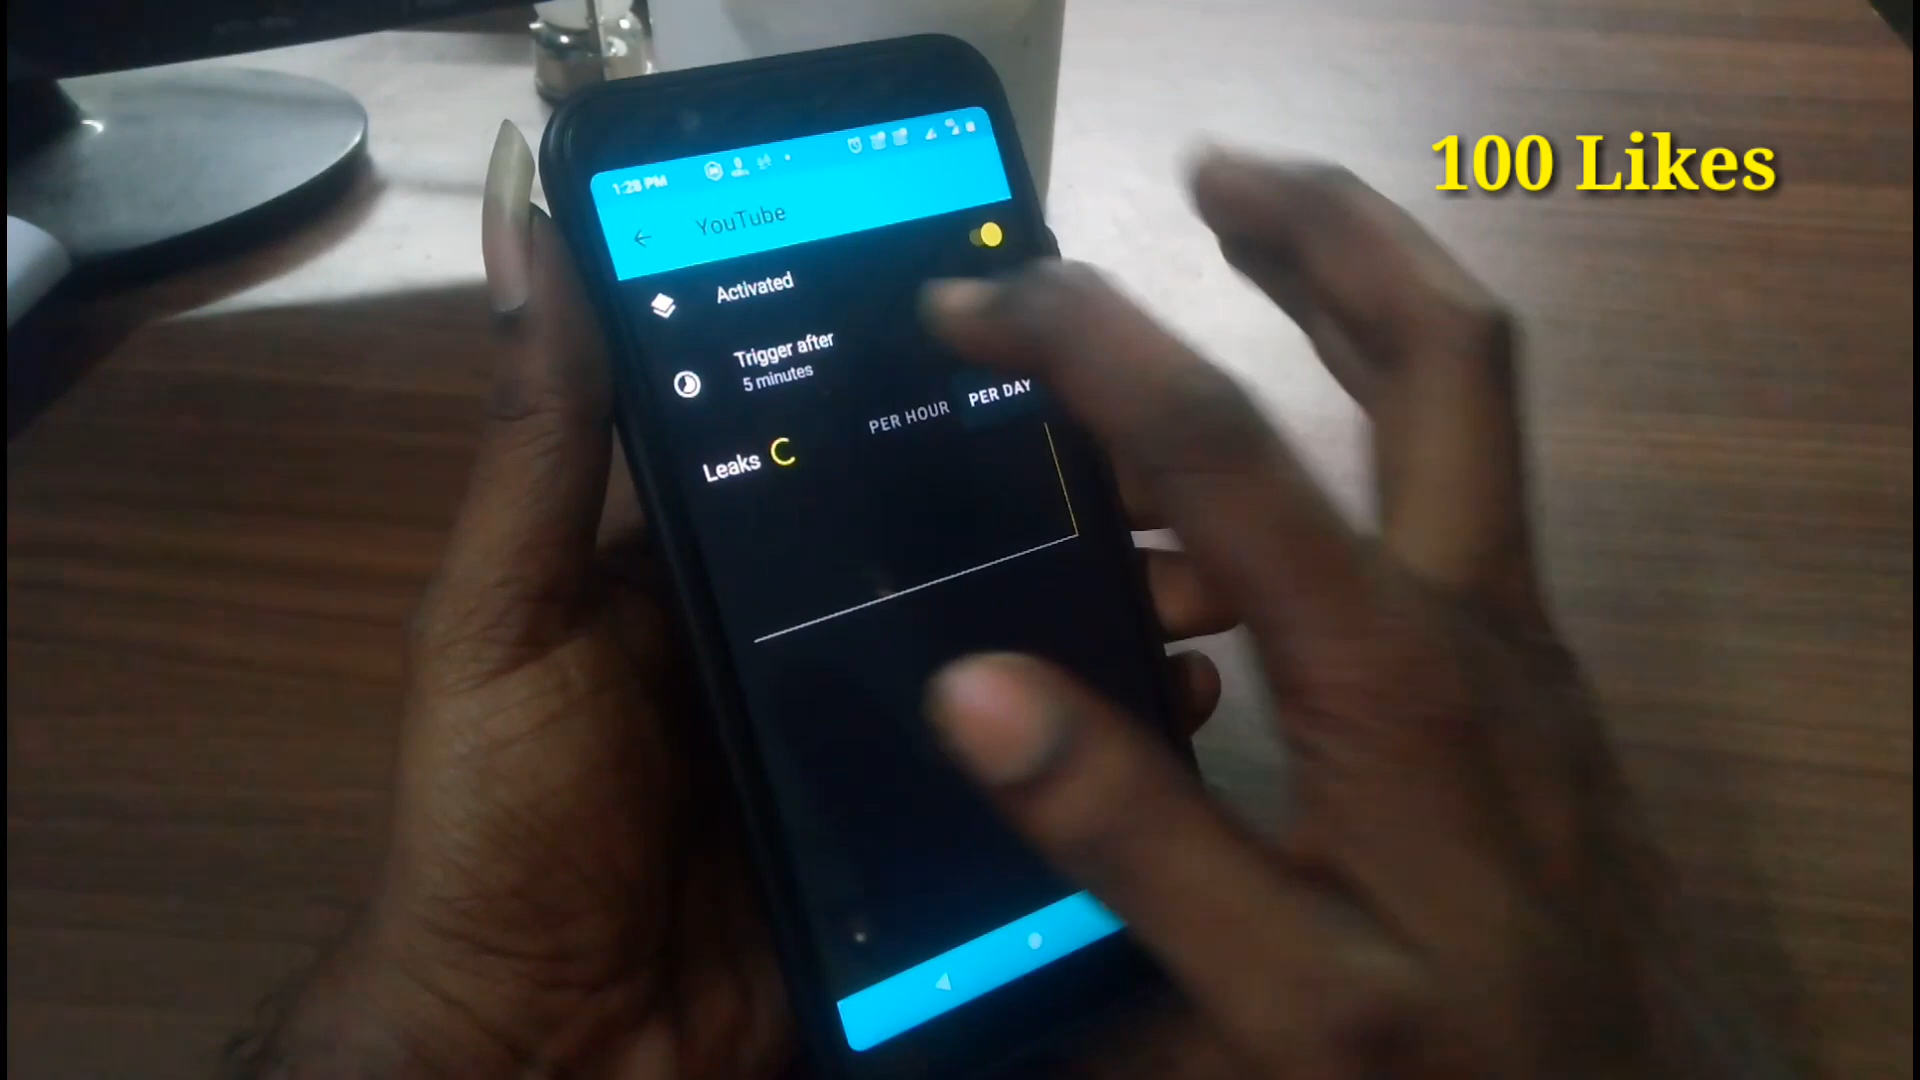 100 Likes
1:28 PM
YouTube
Activated
Trigger after
5 minutes
PER HOUR PER DAY
Leaks